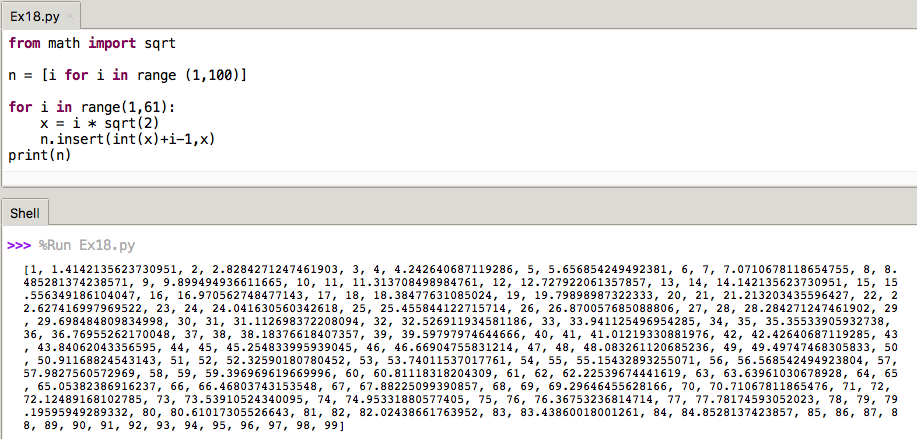 Ex18.py
from math import sqrt
n = [i for i in range (1,100)]
for i in range(1,61):
    x = i * sqrt(2)
    n.insert(int(x)+i-1,x)
print(n)
Shell
>>> %Run Ex18.py
[1, 1.4142135623730951, 2, 2.8284271247461903, 3, 4, 4.242640687119286, 5, 5.656854249492381, 6, 7, 7.0710678118654755, 8, 8.
485281374238571, 9, 9.899494936611665, 10, 11, 11.313708498984761, 12, 12.727922061357857, 13, 14, 14.142135623730951, 15, 15
.556349186104047, 16, 16.970562748477143, 17, 18, 18.38477631085024, 19, 19.79898987322333, 20, 21, 21.213203435596427, 22, 2
2.627416997969522, 23, 24, 24.041630560342618, 25, 25.455844122715714, 26, 26.870057685088806, 27, 28, 28.284271247461902, 29
, 29.698484809834998, 30, 31, 31.112698372208094, 32, 32.526911934581186, 33, 33.94112549695428, 34, 35, 35.35533905932738, 
36, 36.76955262170048, 37, 38, 38.18376618407357, 39, 39.59797974644666, 40, 41, 41.01219330881976, 42, 42.42640687119285, 43
, 43.84062043356595, 44, 45, 45.254833995939045, 46, 46.66904755831214, 47, 48, 48.083261120685236, 49, 49.49747468305833, 50
, 50.91168824543143, 51, 52, 52.32590180780452, 53, 53.74011537017761, 54, 55, 55.15432893255071, 56, 56.568542494923804, 57,
57.9827560572969, 58, 59, 59.396969619669996, 60, 60.81118318204309, 61, 62, 62.22539674441619, 63, 63.63961030678928, 64, 65
, 65.05382386916237, 66, 66.46803743153548, 67, 67.88225099390857, 68, 69, 69.29646455628166, 70, 70.71067811865476, 71, 72,
72.12489168102785, 73, 73.53910524340095, 74, 74.95331880577405, 75, 76, 76.36753236814714, 77, 77.78174593052023, 78, 79, 79
.19595949289332, 80, 80.61017305526643, 81, 82, 82.02438661763952, 83, 83.43860018001261, 84, 84.8528137423857, 85, 86, 87, 8
8, 89, 90, 91, 92, 93, 94, 95, 96, 97, 98, 99]